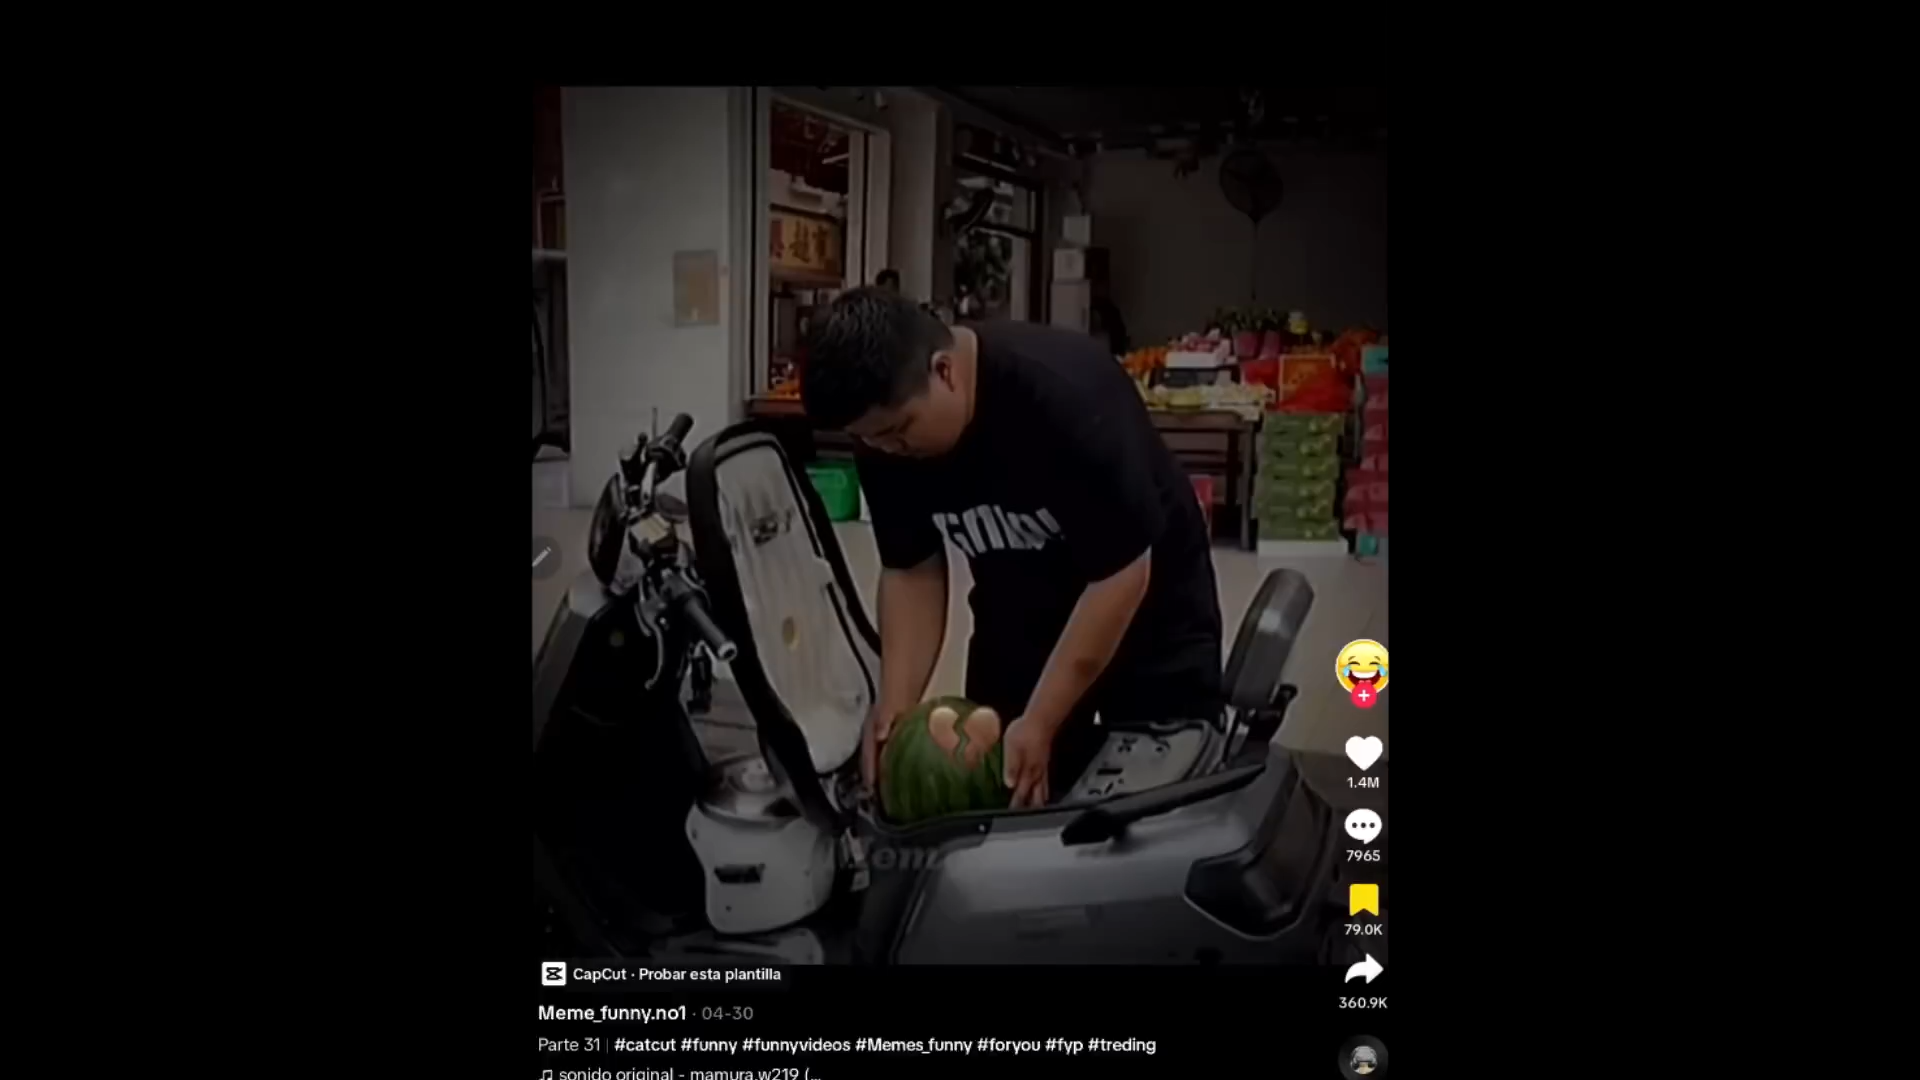 1.4M
7965
79.0K
360.9K
CapCut · Probar esta plantilla
Meme_funny.no1 · 04-30
Parte 31 | #catcut #funny #funnyvideos #Memes_funny #foryou #fyp #treding
sonido original - mamura.w219 (...